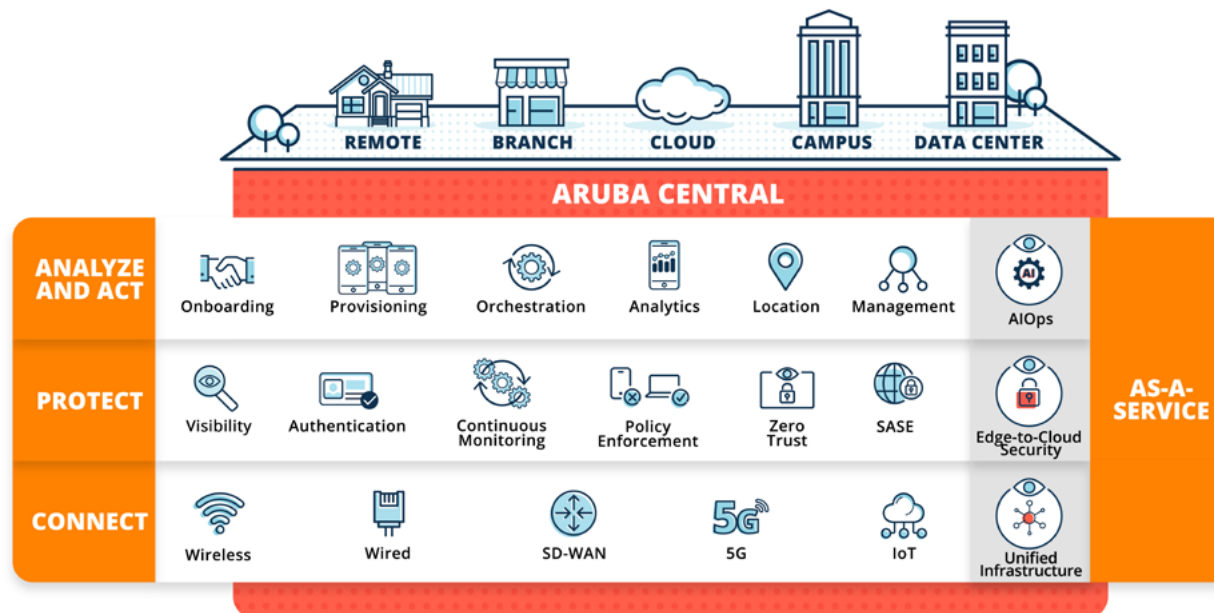 REMOTE
BRANCH
CLOUD
CAMPUS
DATA CENTER
ARUBA CENTRAL
ANALYZE
AND ACT
Onboarding
Provisioning
Orchestration
Analytics
Location
Management
AI
AIOps
PROTECT
Visibility
Authentication
Continuous
Monitoring
Policy
Enforcement
Zero
Trust
SASE
Edge-to-Cloud
Security
AS-A-
SERVICE
CONNECT
Wireless
Wired
SD-WAN
5G
5G
IoT
Unified
Infrastructure